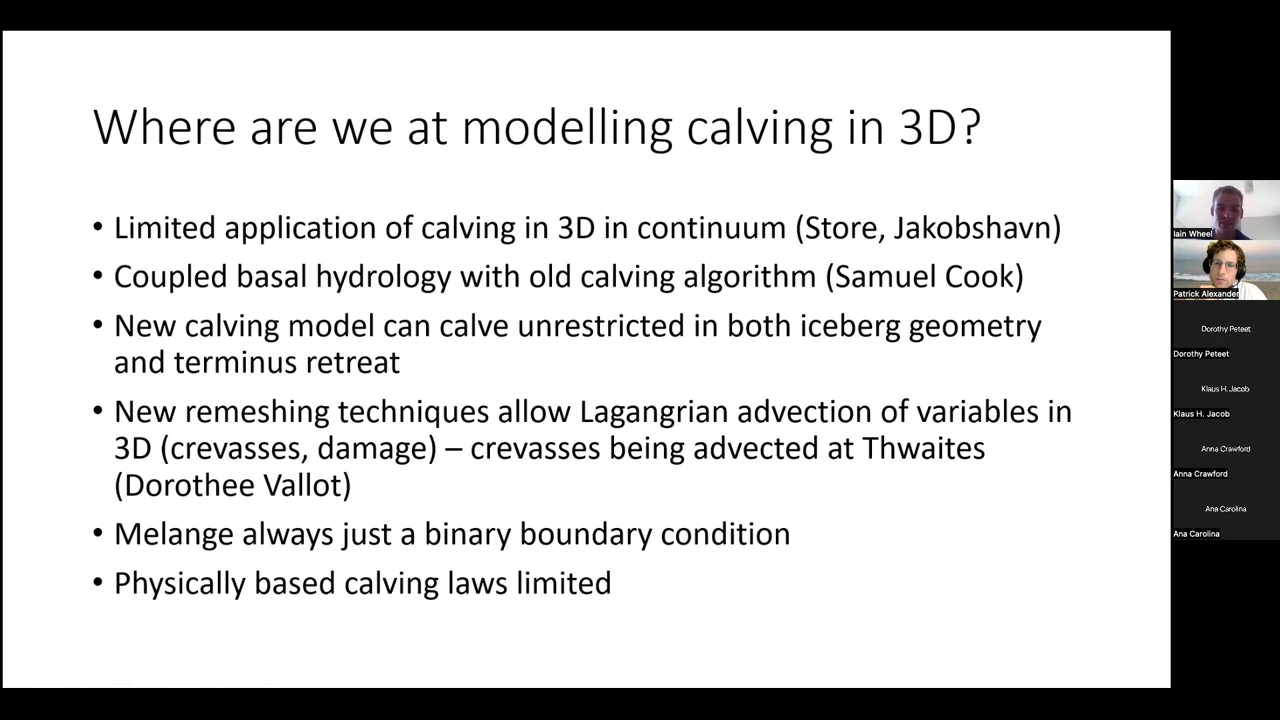 Where are we at modelling calving in 3D?
• Limited application of calving in 3D in continuum (Store, Jakobshavn)
• Coupled basal hydrology with old calving algorithm (Samuel Cook)
• New calving model can calve unrestricted in both iceberg geometry
and terminus retreat
• New remeshing techniques allow Lagangrian advection of variables in
3D (crevasses, damage) – crevasses being advected at Thwaites
(Dorothee Vallot)
• Melange always just a binary boundary condition
• Physically based calving laws limited
Iain Wheel
Patrick Alexander
Dorothy Peteet
Dorothy Peteet
Klaus H. Jacob
Klaus H. Jacob
Anna Crawford
Anna Crawford
Ana Carolina
Ana Carolina